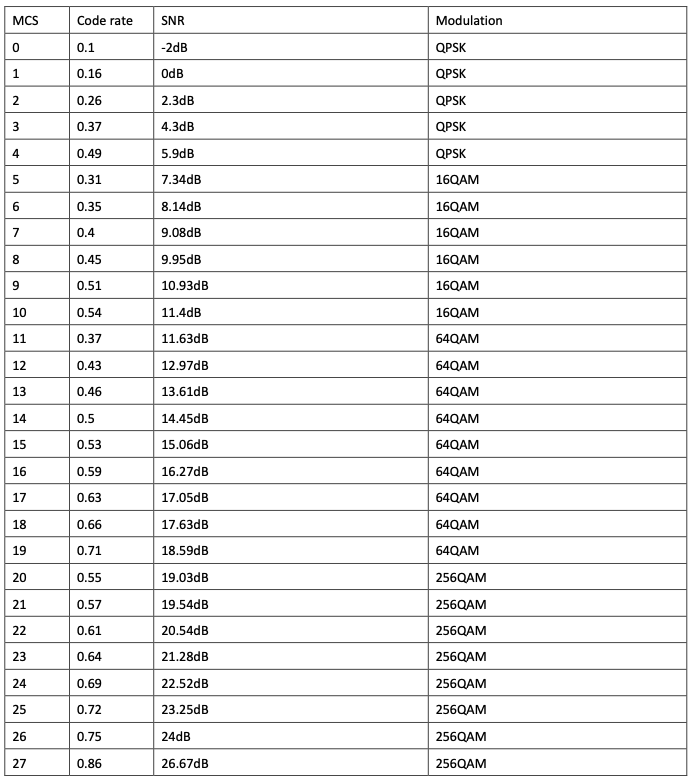 MCS Code rate SNR Modulation
0 0.1 -2dB QPSK
1 0.16 0dB QPSK
2 0.26 2.3dB QPSK
3 0.37 4.3dB QPSK
4 0.49 5.9dB QPSK
5 0.31 7.34dB 16QAM
6 0.35 8.14dB 16QAM
7 0.4 9.08dB 16QAM
8 0.45 9.95dB 16QAM
9 0.51 10.93dB 16QAM
10 0.54 11.4dB 16QAM
11 0.37 11.63dB 64QAM
12 0.43 12.97dB 64QAM
13 0.46 13.61dB 64QAM
14 0.5 14.45dB 64QAM
15 0.53 15.06dB 64QAM
16 0.59 16.27dB 64QAM
17 0.63 17.05dB 64QAM
18 0.66 17.63dB 64QAM
19 0.71 18.59dB 64QAM
20 0.55 19.03dB 256QAM
21 0.57 19.54dB 256QAM
22 0.61 20.54dB 256QAM
23 0.64 21.28dB 256QAM
24 0.69 22.52dB 256QAM
25 0.72 23.25dB 256QAM
26 0.75 24dB 256QAM
27 0.86 26.67dB 256QAM